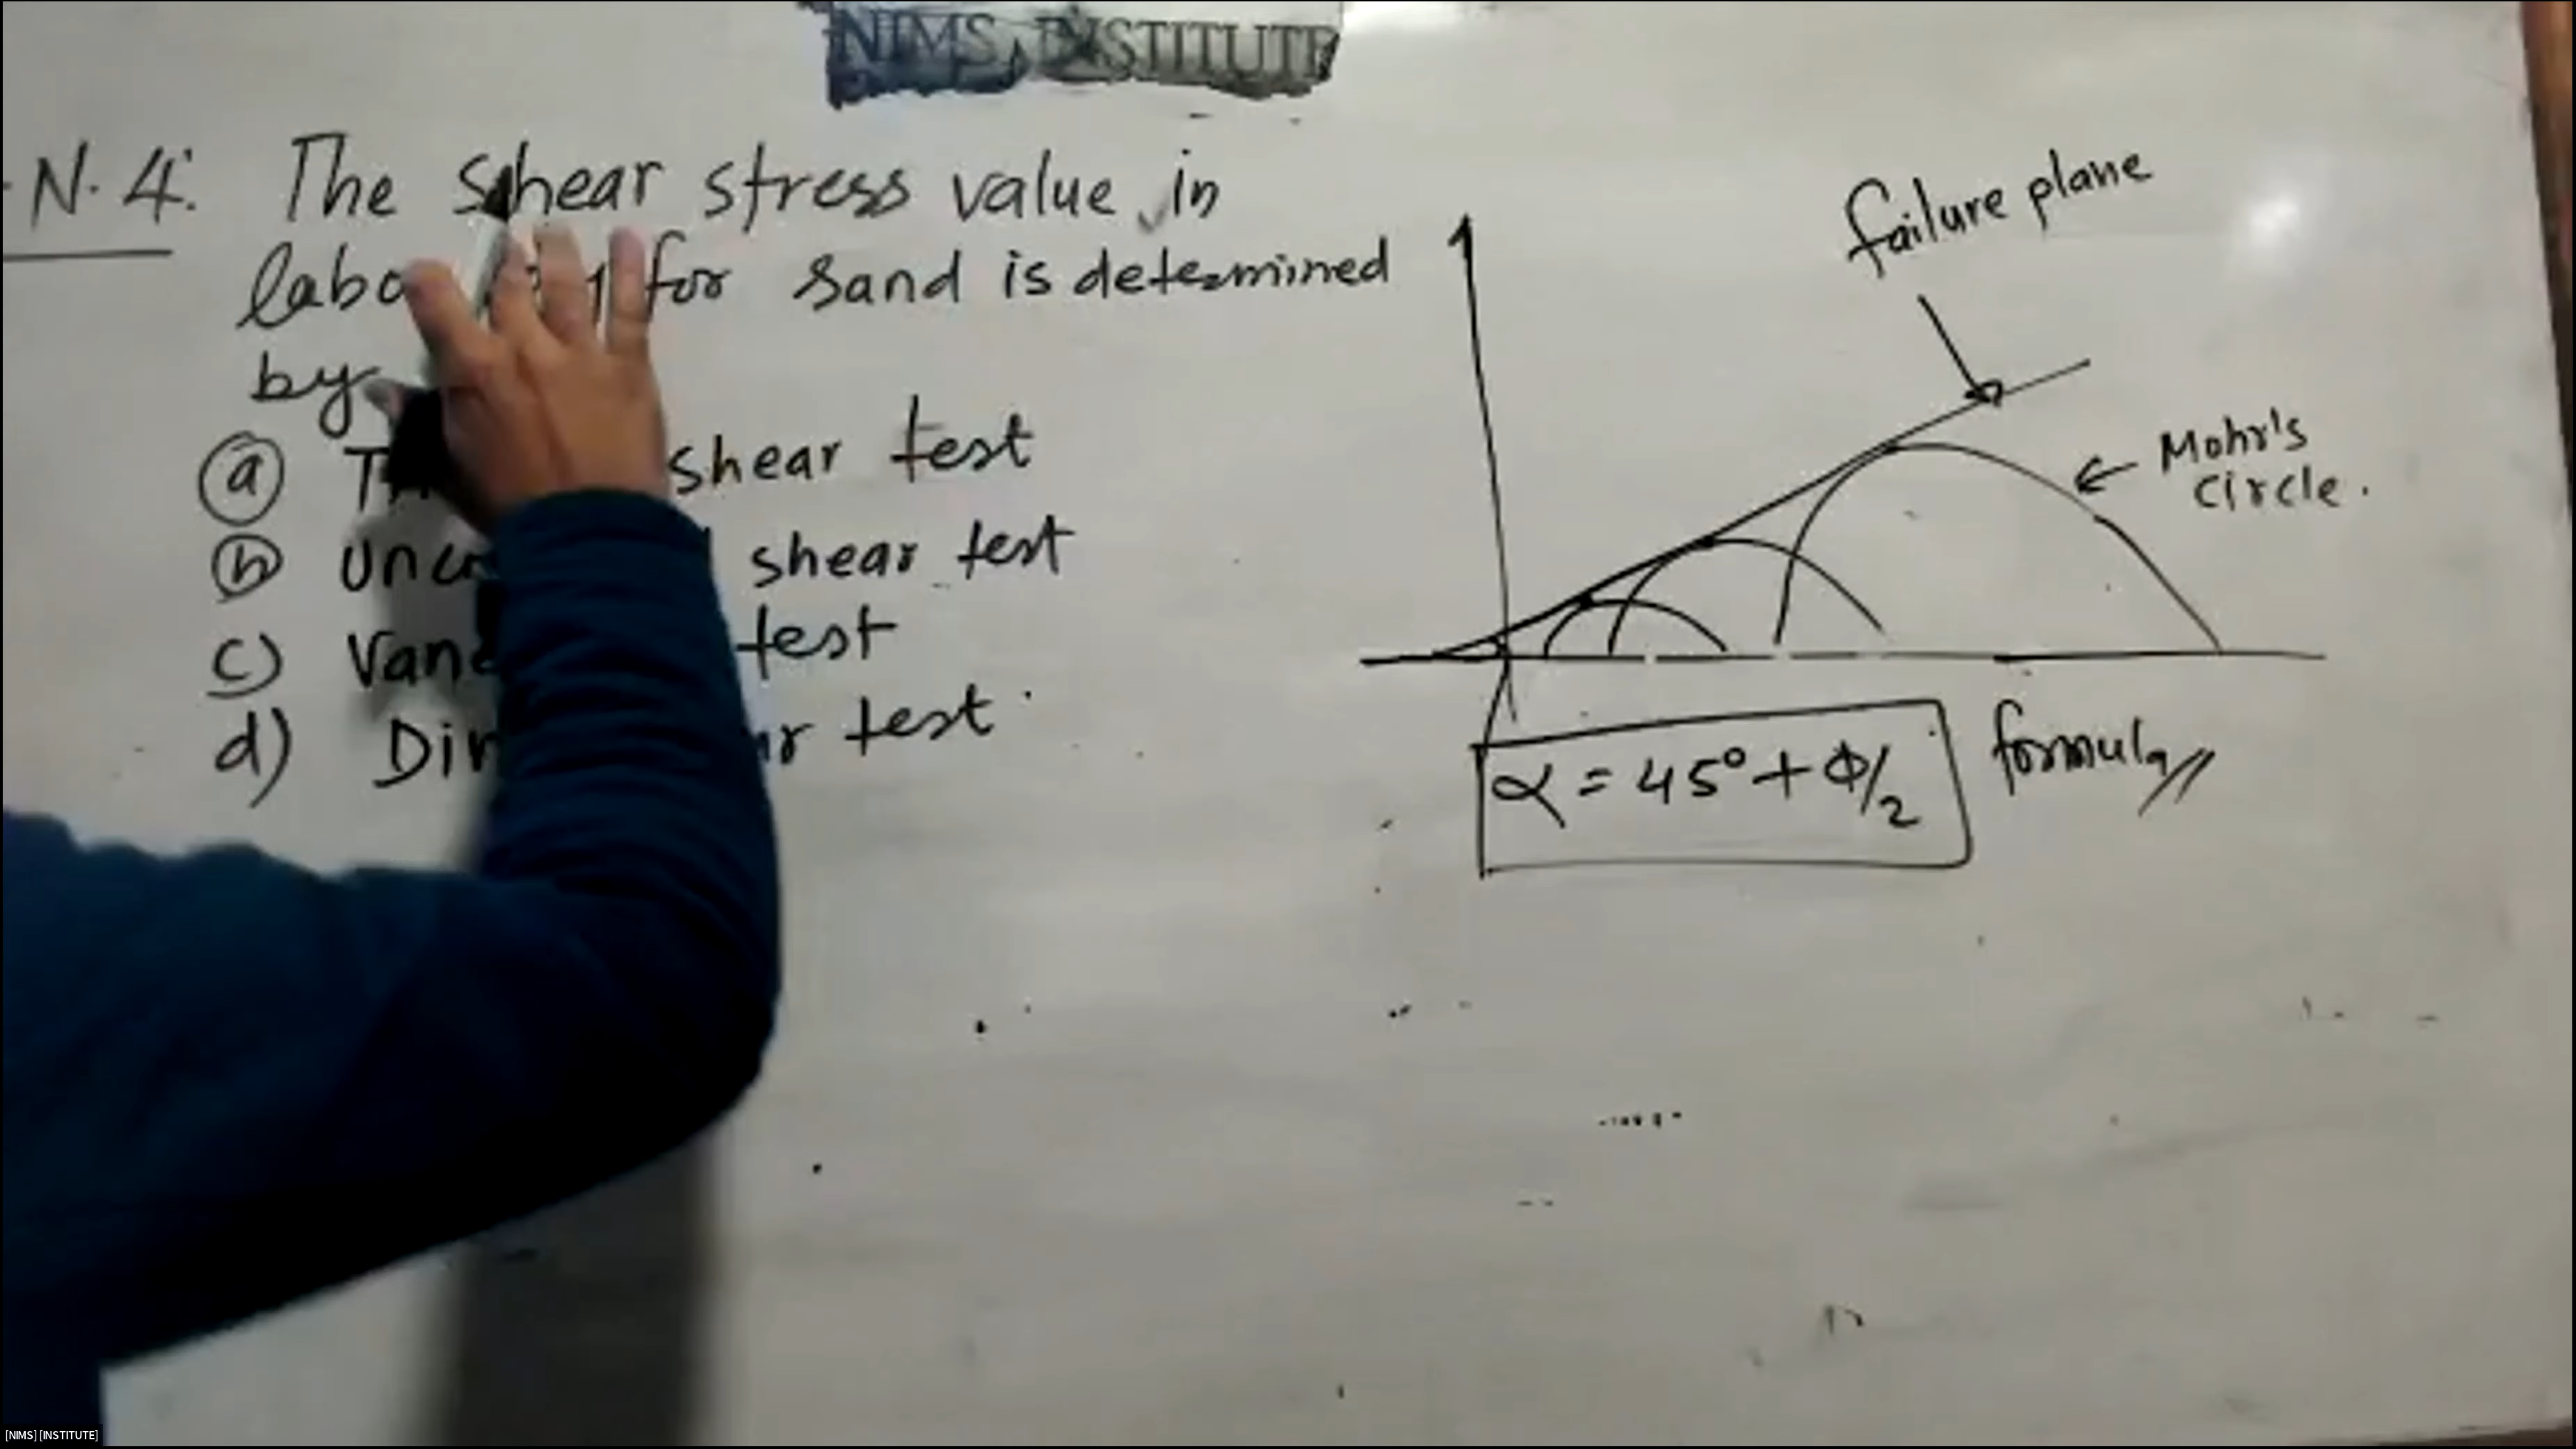 NIMS INSTITUTE
N. 4. The shear stress value in
for sand is determined
by
(a) shear test
(b) shear test
c) test
d) test.
failure plane
Mohr's
circle.
α = 45° + Φ/2 formula
[NIMS] [INSTITUTE]